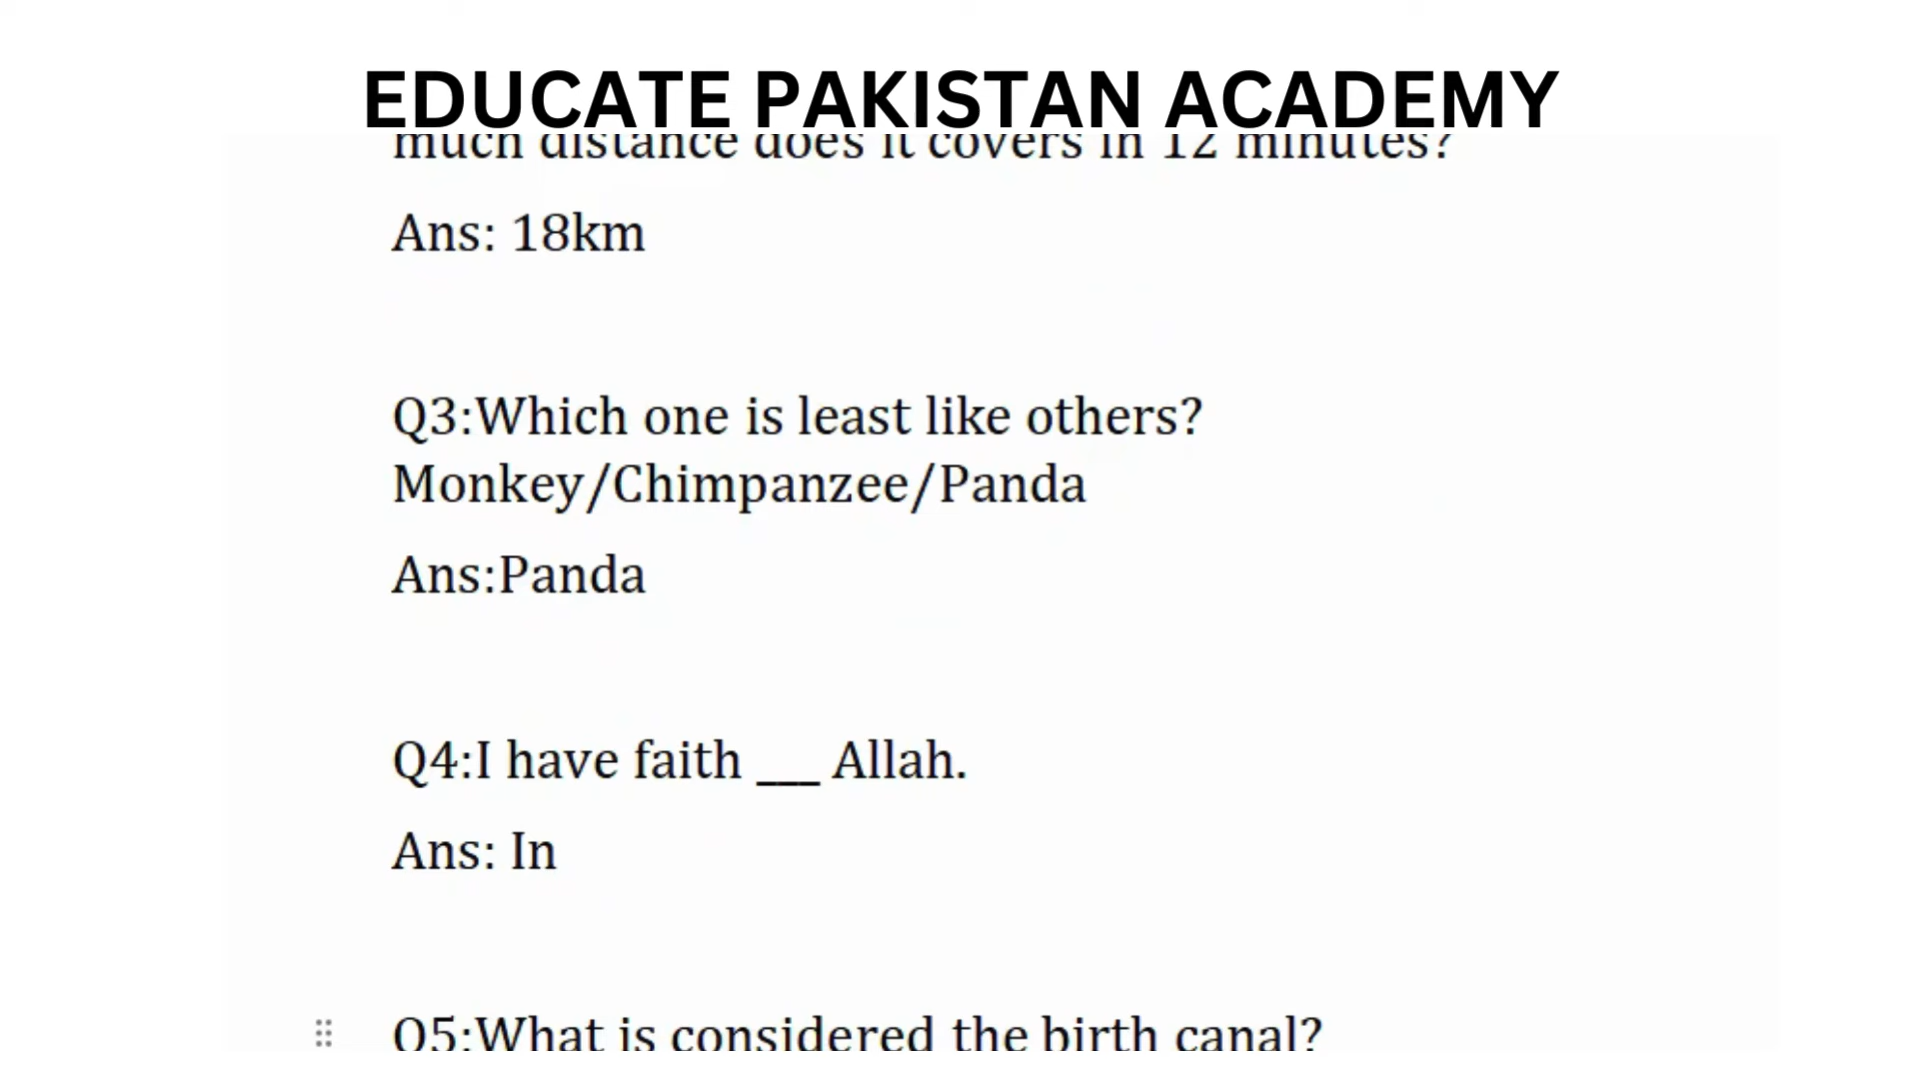 EDUCATE PAKISTAN ACADEMY
much distance does it covers in 12 minutes?
Ans: 18km
Q3:Which one is least like others?
Monkey/Chimpanzee/Panda
Ans:Panda
Q4:I have faith ___ Allah.
Ans: In
Q5:What is considered the birth canal?